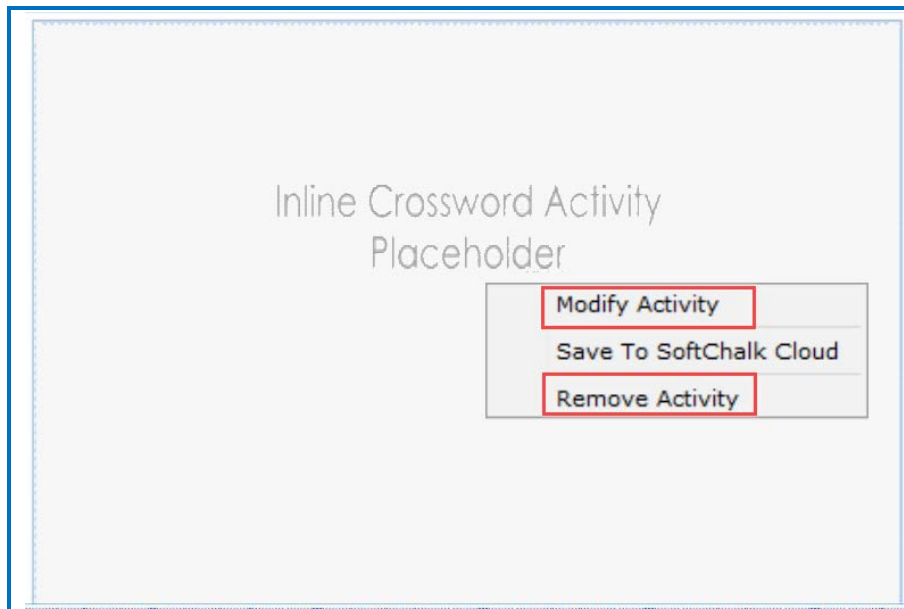 Inline Crossword Activity
Placeholder
Modify Activity
Save To SoftChalk Cloud
Remove Activity